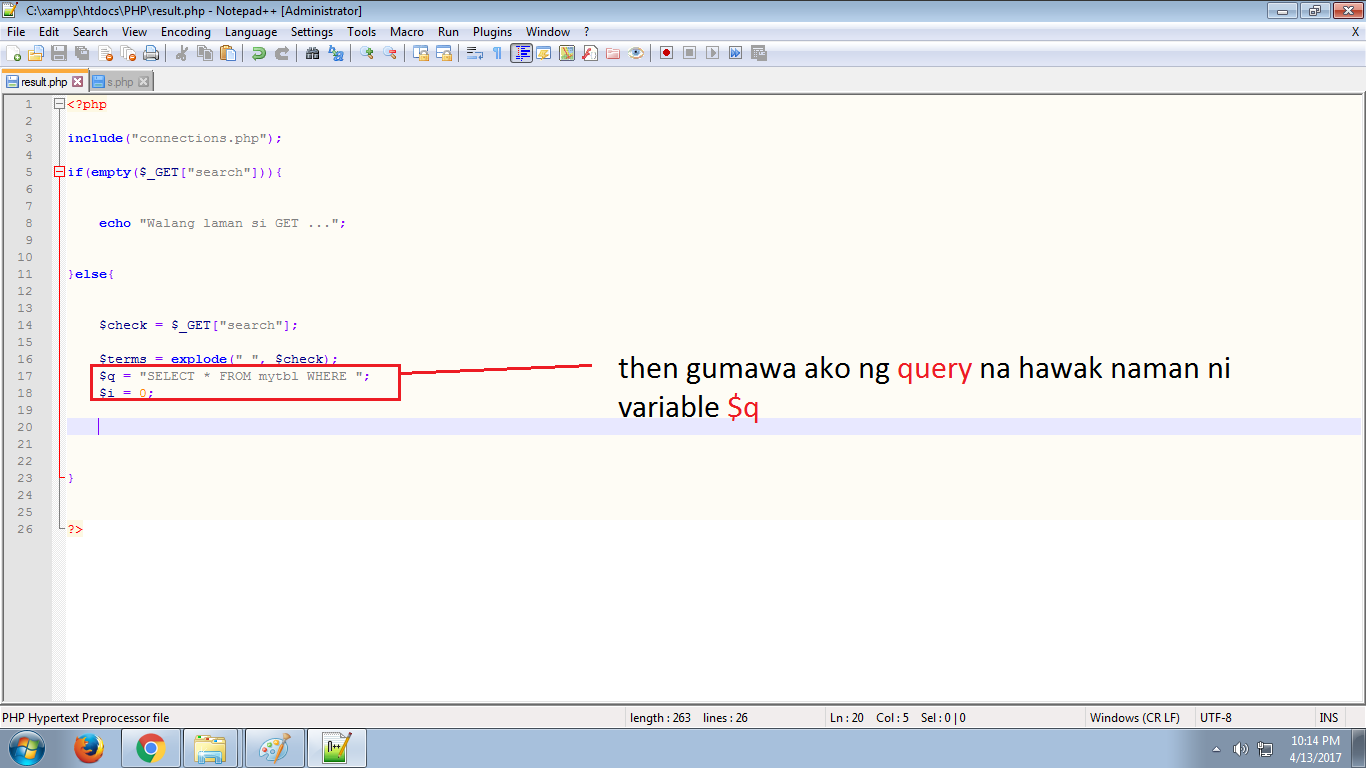 C:\xampp\htdocs\PHP\result.php - Notepad++ [Administrator]
File Edit Search View Encoding Language Settings Tools Macro Run Plugins Window ? X
result.php s.php
1 <?php
2
3 include("connections.php");
4
5 if(empty($_GET["search"])){
6
7
8 echo "Walang laman si GET ...";
9
10
11 }else{
12
13
14 $check = $_GET["search"];
15
16 $terms = explode(" ", $check);
17 $q = "SELECT * FROM mytbl WHERE ";
18 $i = 0;
19
20
21
22
23 }
24
25
26 ?>
then gumawa ako ng query na hawak naman ni
variable $q
PHP Hypertext Preprocessor file length : 263 lines : 26 Ln : 20 Col : 5 Sel : 0 | 0 Windows (CR LF) UTF-8 INS
10:14 PM
4/13/2017